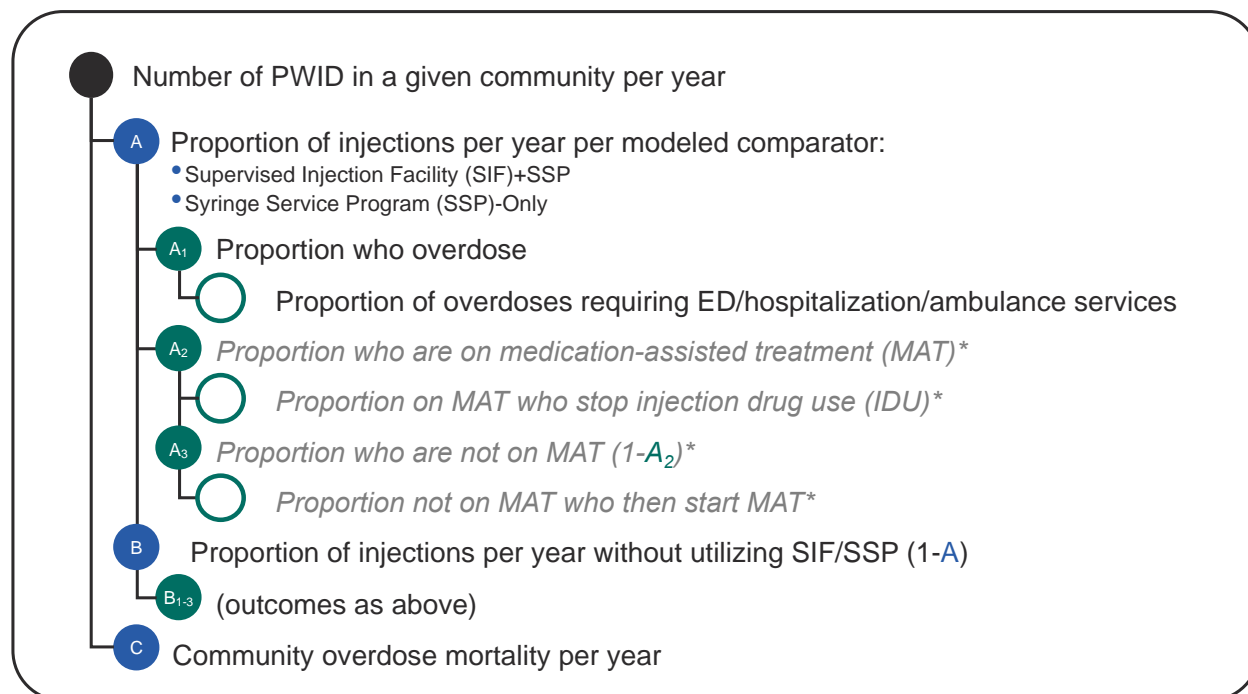 Number of PWID in a given community per year
A Proportion of injections per year per modeled comparator:
• Supervised Injection Facility (SIF)+SSP
• Syringe Service Program (SSP)-Only
A₁ Proportion who overdose
Proportion of overdoses requiring ED/hospitalization/ambulance services
A₂ Proportion who are on medication-assisted treatment (MAT)*
Proportion on MAT who stop injection drug use (IDU)*
A₃ Proportion who are not on MAT (1-A₂)*
Proportion not on MAT who then start MAT*
B Proportion of injections per year without utilizing SIF/SSP (1-A)
B₁₋₃ (outcomes as above)
C Community overdose mortality per year